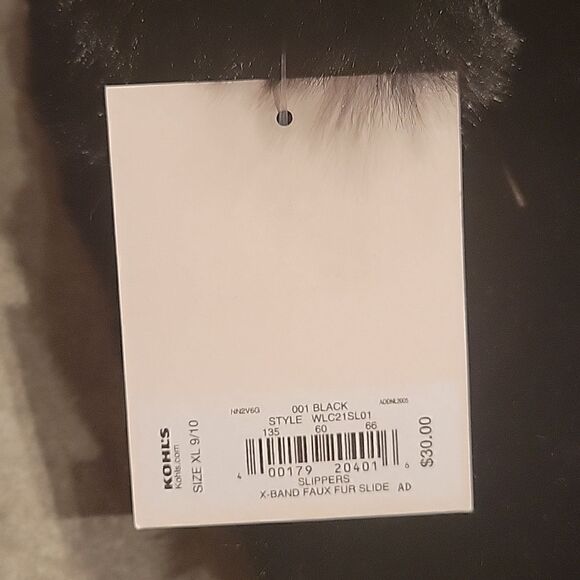 KOHL'S
Kohls.com
SIZE XL 9/10
NN2V6G 001 BLACK ADDNL2005
STYLE WLC21SL01
135 60 66
4 00179 20401 6
SLIPPERS
X-BAND FAUX FUR SLIDE AD
$30.00